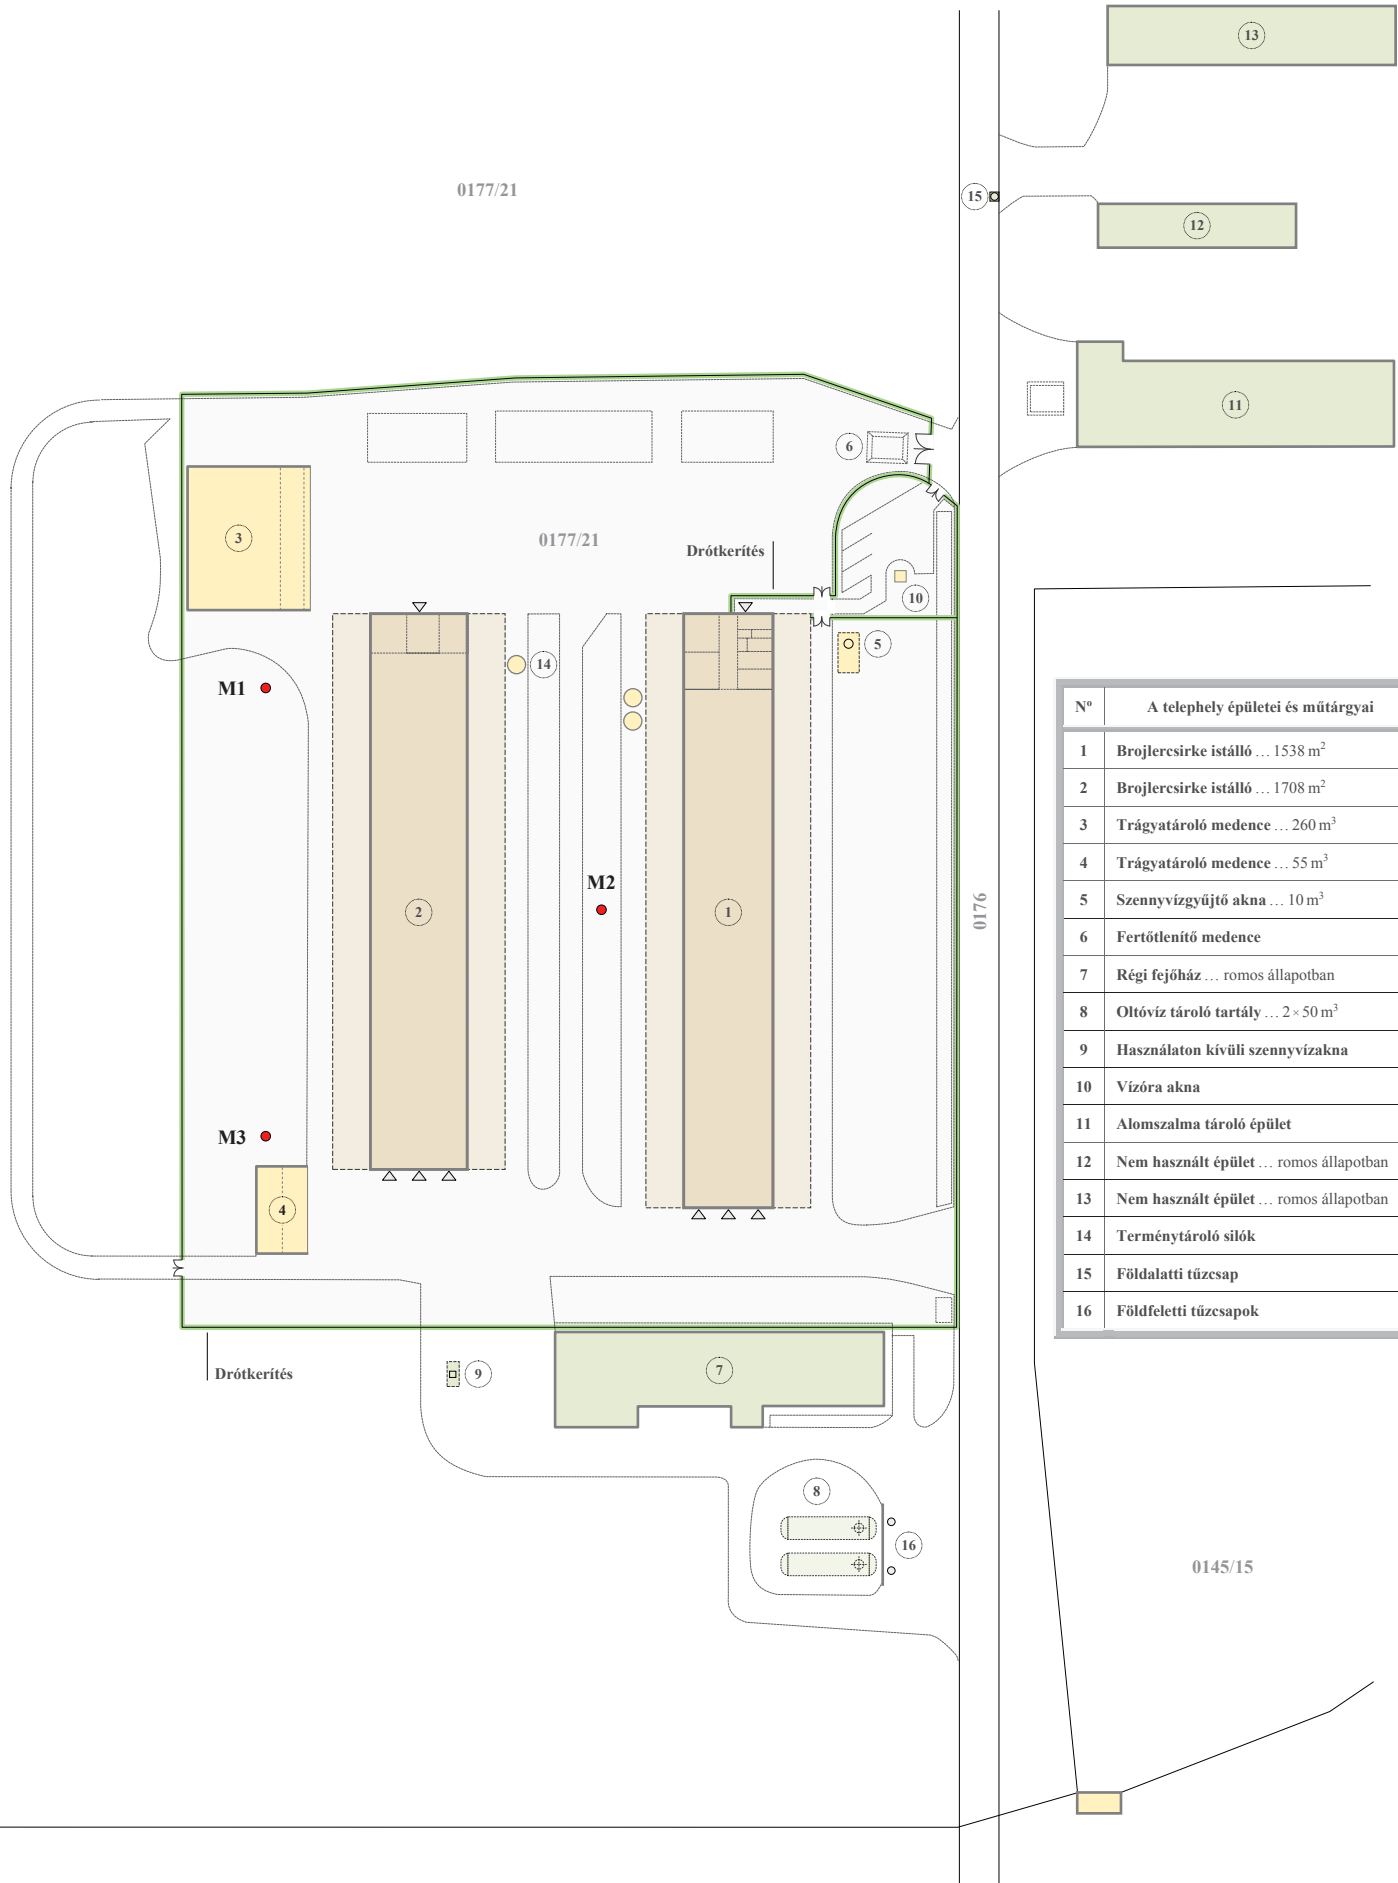 13
0177/21
15
12
11
6
3
0177/21
Drótkerítés
10
5
14
M1
M2
2
1
0176
M3
4
Drótkerítés
9
7
8
16
0145/15
Nº A telephely épületei és műtárgyai
1 Brojlercsirke istálló … 1538 m²
2 Brojlercsirke istálló … 1708 m²
3 Trágyatároló medence … 260 m³
4 Trágyatároló medence … 55 m³
5 Szennyvízgyűjtő akna … 10 m³
6 Fertőtlenítő medence
7 Régi fejőház … romos állapotban
8 Oltóvíz tároló tartály … 2 × 50 m³
9 Használaton kívüli szennyvízakna
10 Vízóra akna
11 Alomszalma tároló épület
12 Nem használt épület … romos állapotban
13 Nem használt épület … romos állapotban
14 Terménytároló silók
15 Földalatti tűzcsap
16 Földfeletti tűzcsapok